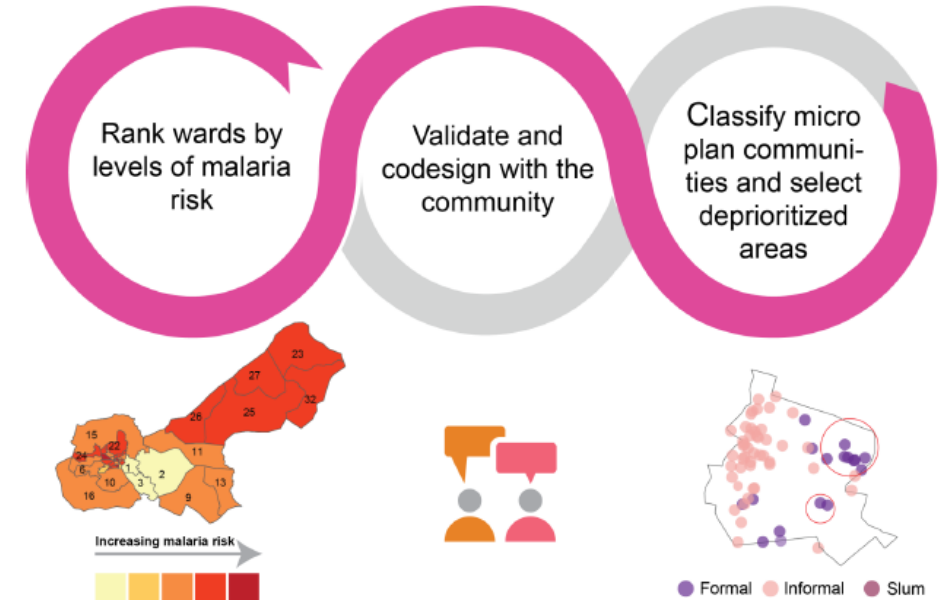 Rank wards by
levels of malaria
risk
Validate and
codesign with the
community
Classify micro
plan communi-
ties and select
deprioritized
areas
23
27
32
25
26
15
22
24
11
6
1
2
10
3
13
16
9
Increasing malaria risk
Formal
Informal
Slum